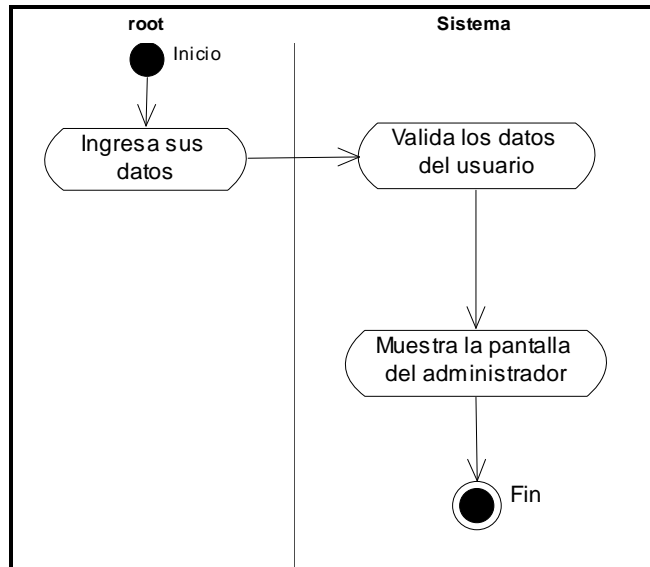 root
Sistema
Inicio
Ingresa sus
datos
Valida los datos
del usuario
Muestra la pantalla
del administrador
Fin